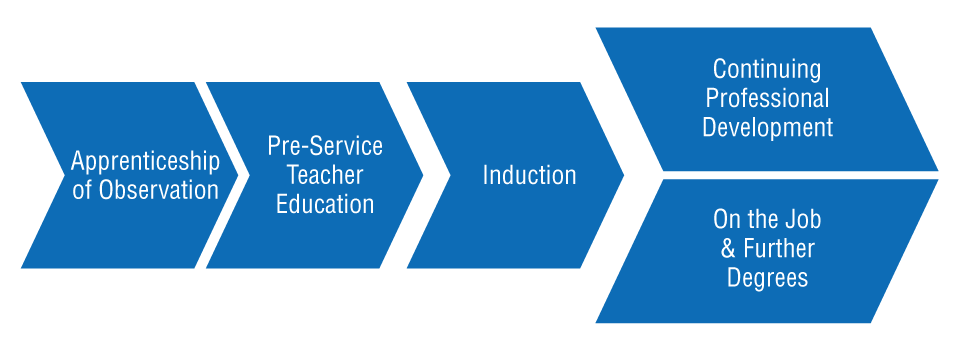 Apprenticeship
of Observation
Pre-Service
Teacher
Education
Induction
Continuing
Professional
Development
On the Job
& Further
Degrees